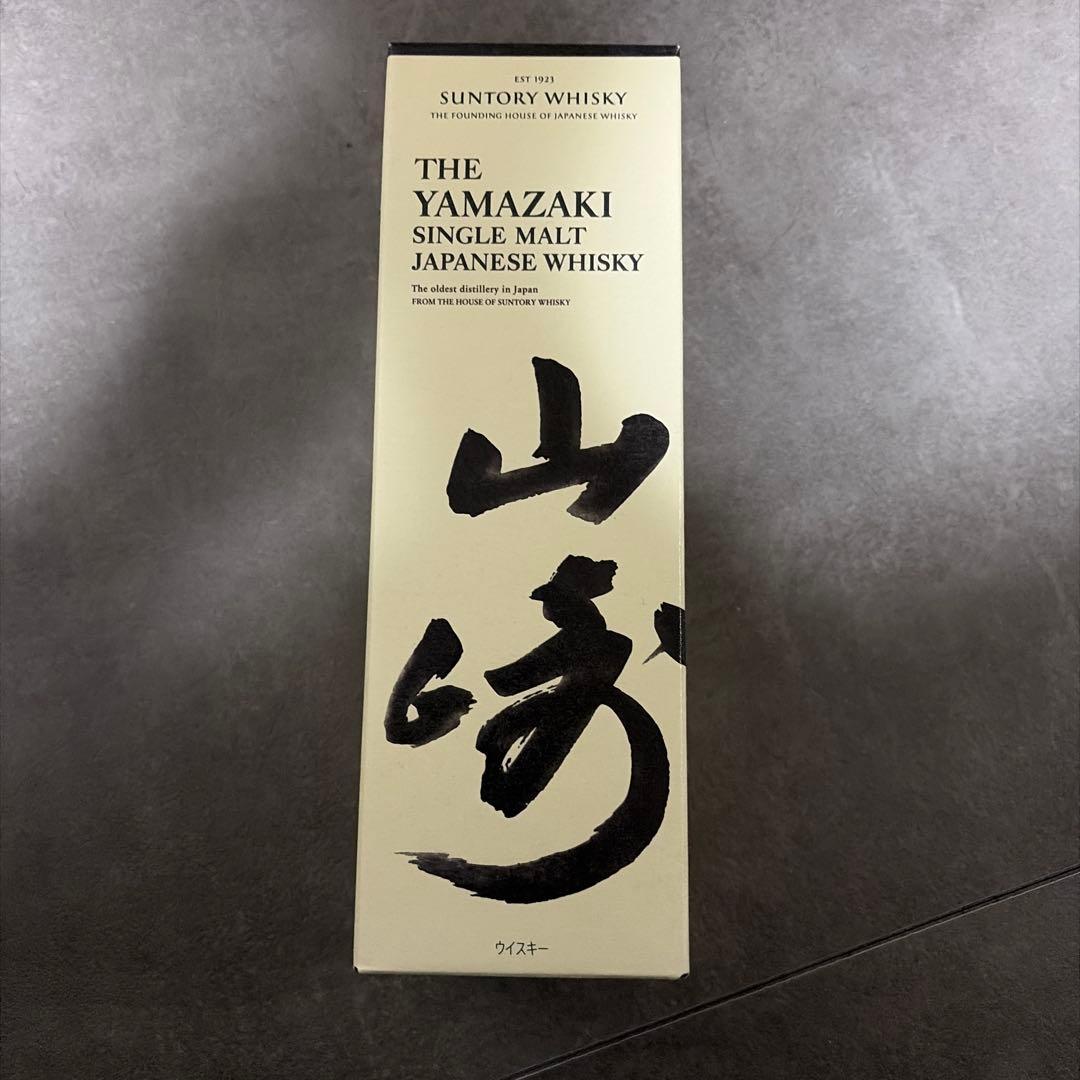 EST 1923
SUNTORY WHISKY
THE FOUNDING HOUSE OF JAPANESE WHISKY
THE
YAMAZAKI
SINGLE MALT
JAPANESE WHISKY
The oldest distillery in Japan
FROM THE HOUSE OF SUNTORY WHISKY
山
崎
ウイスキー